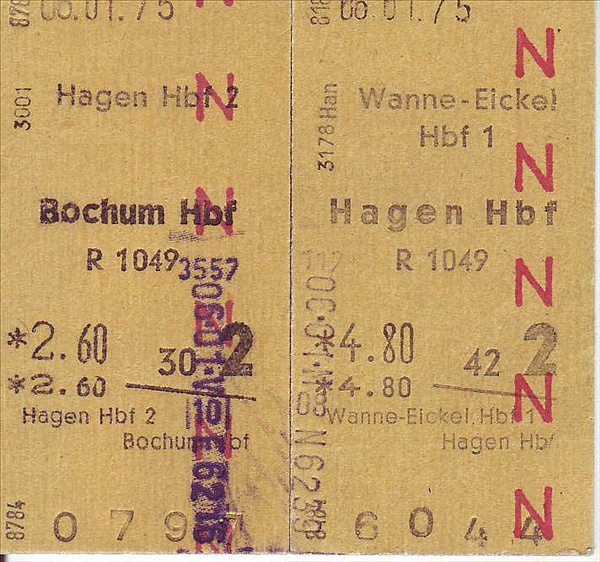 06.01.75
3001
Hagen Hbf 2
Bochum Hbf
R 1049
3557
*2.60
30 2
*2.60
Hagen Hbf 2
Bochum Hbf
8784
06.01.75
3178 Han
Wanne-Eickel
Hbf 1
Hagen Hbf
R 1049
*4.80
42 2
*4.80
Wanne-Eickel Hbf 1
Hagen Hbf
6044
N
N
N
N
N